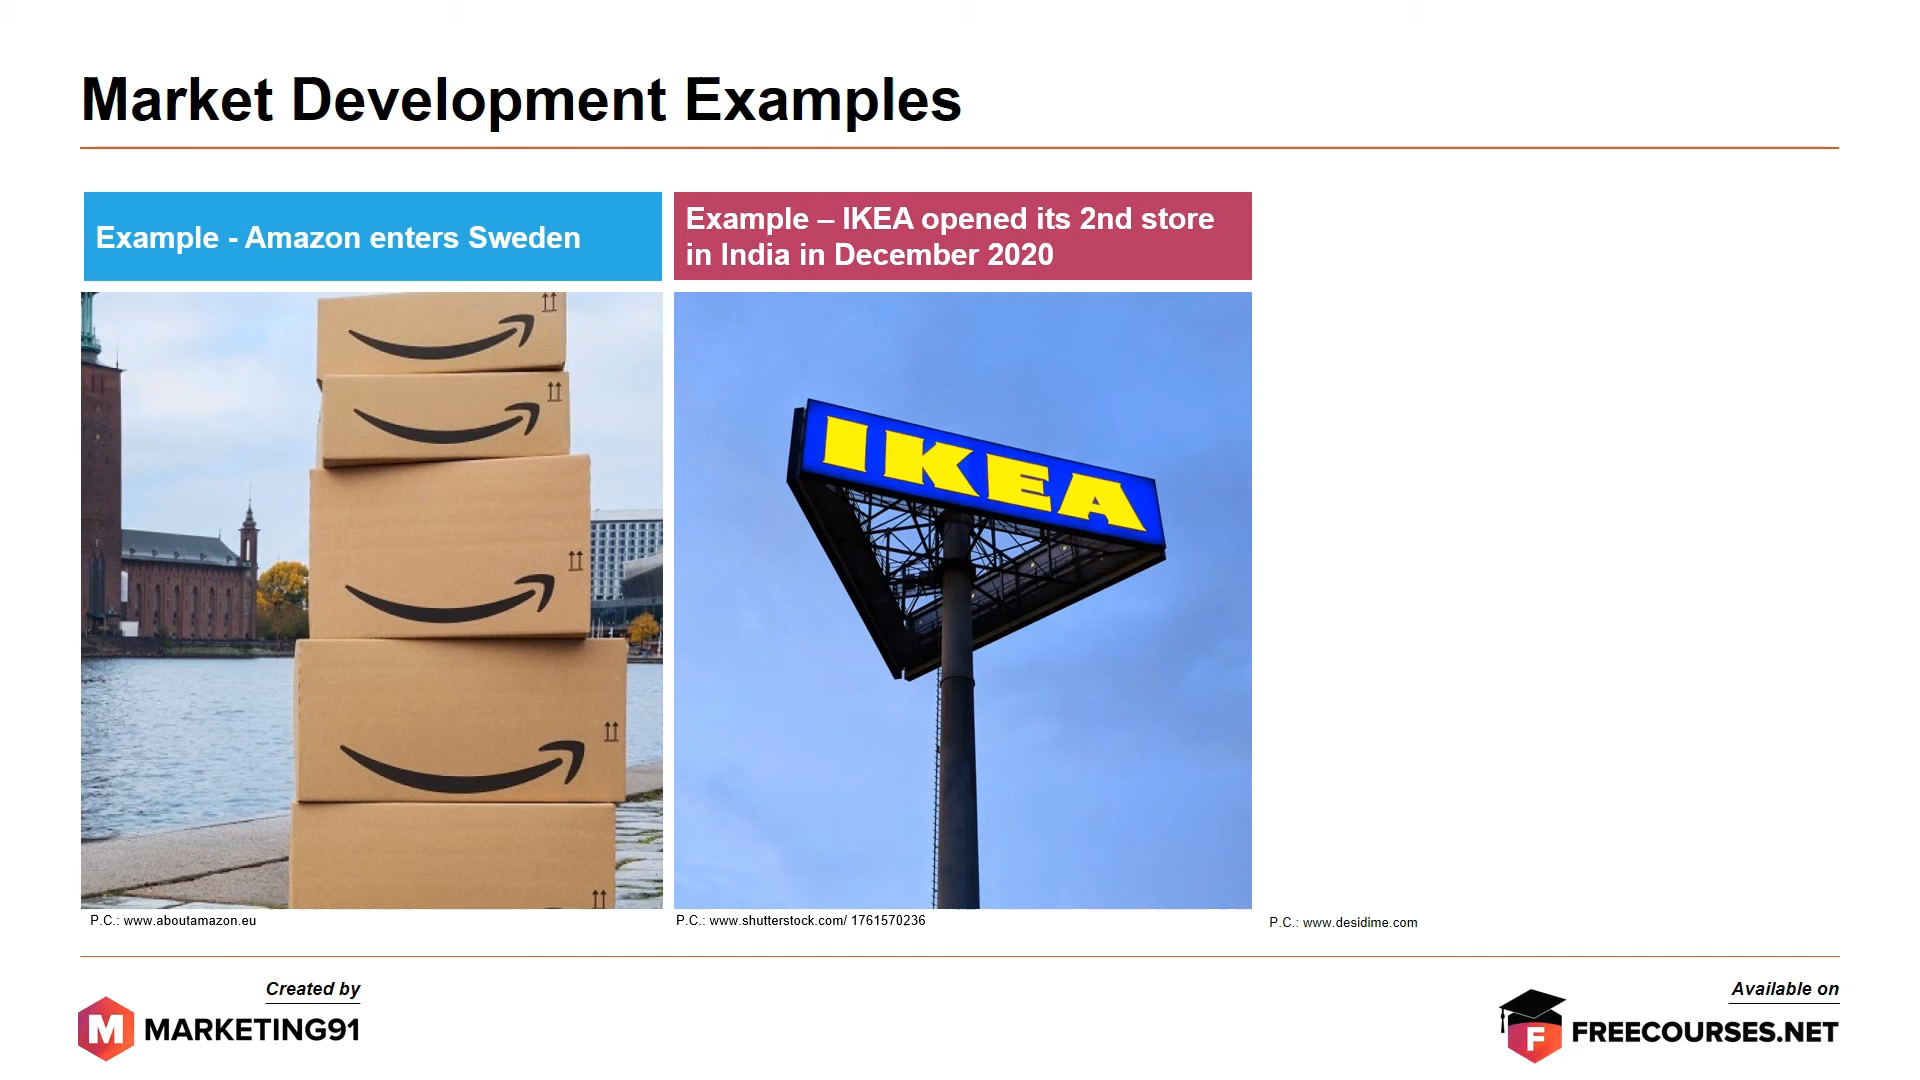 Market Development Examples
Example - Amazon enters Sweden
Example – IKEA opened its 2nd store
in India in December 2020
IKEA
P.C.: www.aboutamazon.eu
P.C.: www.shutterstock.com/ 1761570236
P.C.: www.desidime.com
Created by
M MARKETING91
Available on
F FREECOURSES.NET